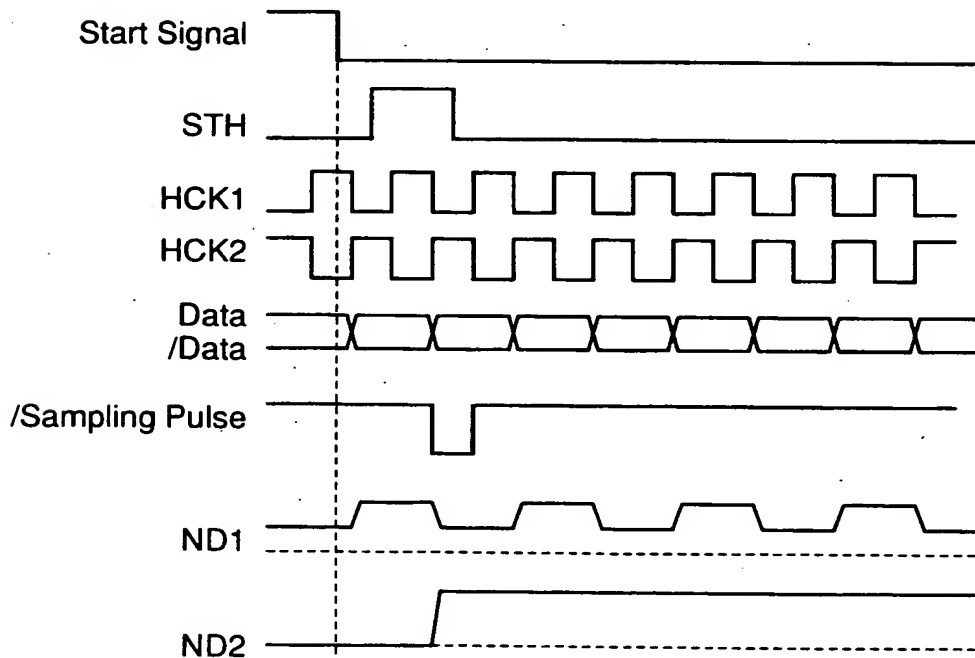 Start Signal
STH
HCK1
HCK2
Data
/Data
/Sampling Pulse
ND1
ND2